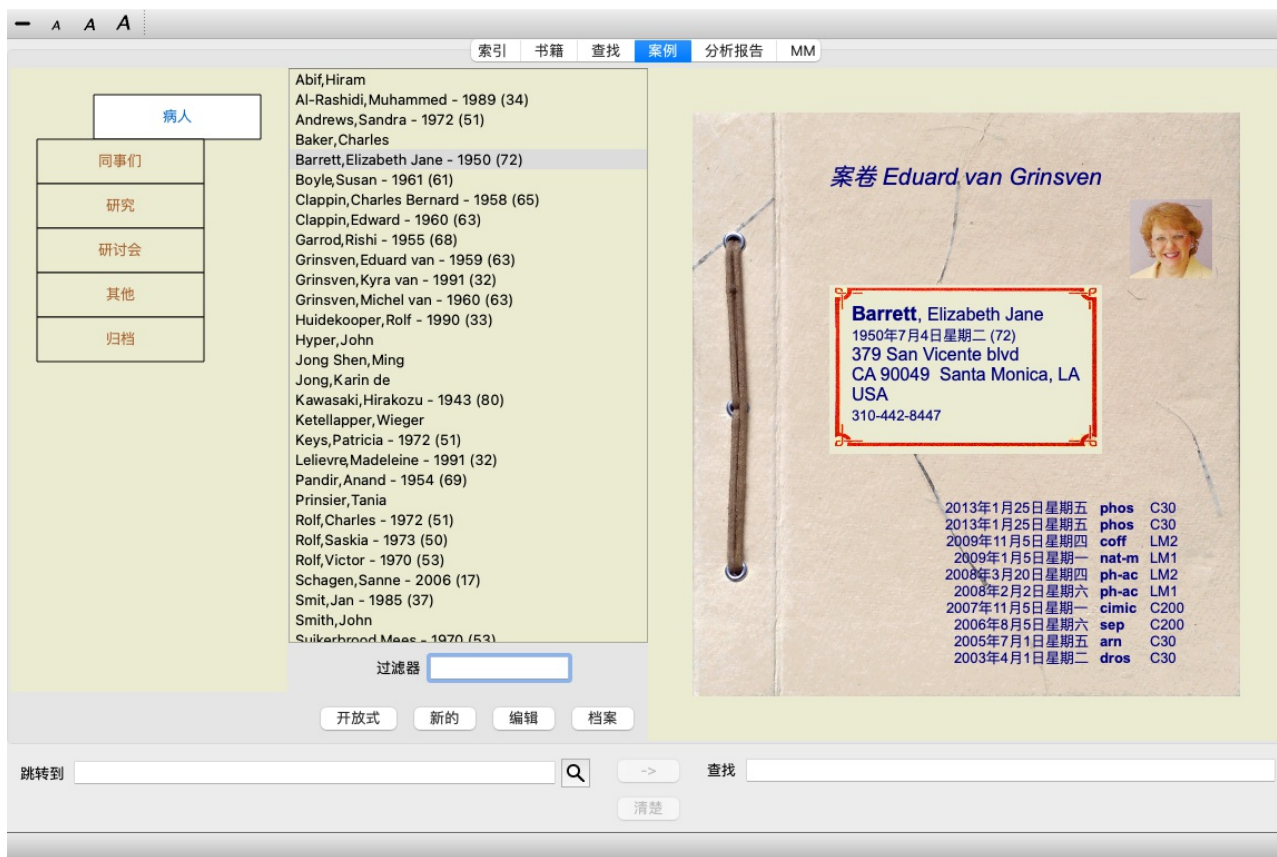 A A A
索引 书籍 查找 案例 分析报告 MM
病人
同事们
研究
研讨会
其他
归档
Abif,Hiram
Al-Rashidi,Muhammed - 1989 (34)
Andrews,Sandra - 1972 (51)
Baker,Charles
Barrett,Elizabeth Jane - 1950 (72)
Boyle,Susan - 1961 (61)
Clappin,Charles Bernard - 1958 (65)
Clappin,Edward - 1960 (63)
Garrod,Rishi - 1955 (68)
Grinsven,Eduard van - 1959 (63)
Grinsven,Kyra van - 1991 (32)
Grinsven,Michel van - 1960 (63)
Huidekooper,Rolf - 1990 (33)
Hyper,John
Jong Shen,Ming
Jong,Karin de
Kawasaki,Hirakozu - 1943 (80)
Ketellapper,Wieger
Keys,Patricia - 1972 (51)
Lelievre,Madeleine - 1991 (32)
Pandir,Anand - 1954 (69)
Prinsier,Tania
Rolf,Charles - 1972 (51)
Rolf,Saskia - 1973 (50)
Rolf,Victor - 1970 (53)
Schagen,Sanne - 2006 (17)
Smit,Jan - 1985 (37)
Smith,John
Suikerbrood Mees - 1970 (53)
过滤器
开放式 新的 编辑 档案
案卷 Eduard van Grinsven
Barrett, Elizabeth Jane
1950年7月4日星期二 (72)
379 San Vicente blvd
CA 90049 Santa Monica, LA
USA
310-442-8447
2013年1月25日星期五 phos C30
2013年1月25日星期五 phos C30
2009年11月5日星期四 coff LM2
2009年1月5日星期一 nat-m LM1
2008年3月20日星期四 ph-ac LM2
2008年2月2日星期六 ph-ac LM1
2007年11月5日星期一 cimic C200
2006年8月5日星期六 sep C200
2005年7月1日星期五 arn C30
2003年4月1日星期二 dros C30
跳转到 -> 查找
清楚